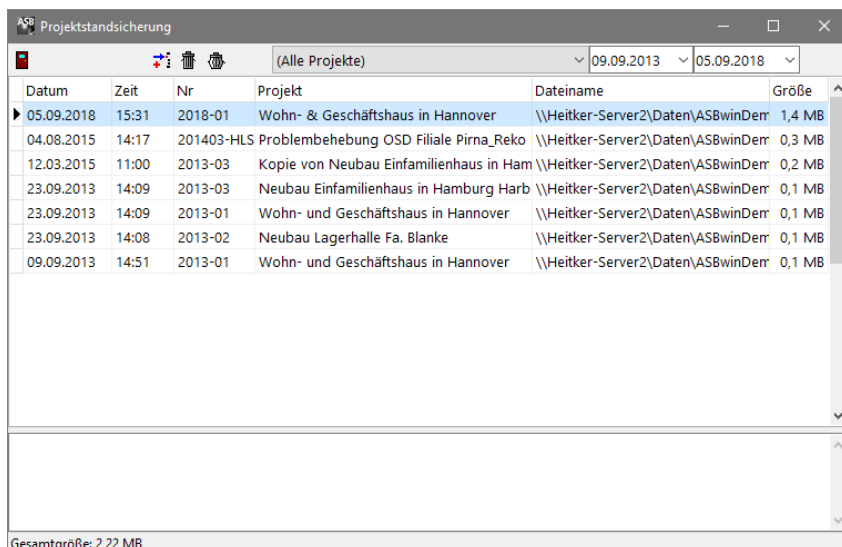 ASB Projektstandsicherung
(Alle Projekte) 09.09.2013 05.09.2018
Datum Zeit Nr Projekt Dateiname Größe
05.09.2018 15:31 2018-01 Wohn- & Geschäftshaus in Hannover \\Heitker-Server2\Daten\ASBwinDem 1,4 MB
04.08.2015 14:17 201403-HLS Problembehebung OSD Filiale Pirna_Reko \\Heitker-Server2\Daten\ASBwinDem 0,3 MB
12.03.2015 11:00 2013-03 Kopie von Neubau Einfamilienhaus in Ham \\Heitker-Server2\Daten\ASBwinDem 0,2 MB
23.09.2013 14:09 2013-03 Neubau Einfamilienhaus in Hamburg Harb \\Heitker-Server2\Daten\ASBwinDem 0,1 MB
23.09.2013 14:09 2013-01 Wohn- und Geschäftshaus in Hannover \\Heitker-Server2\Daten\ASBwinDem 0,1 MB
23.09.2013 14:08 2013-02 Neubau Lagerhalle Fa. Blanke \\Heitker-Server2\Daten\ASBwinDem 0,1 MB
09.09.2013 14:51 2013-01 Wohn- und Geschäftshaus in Hannover \\Heitker-Server2\Daten\ASBwinDem 0,1 MB
Gesamtgröße: 2,22 MB